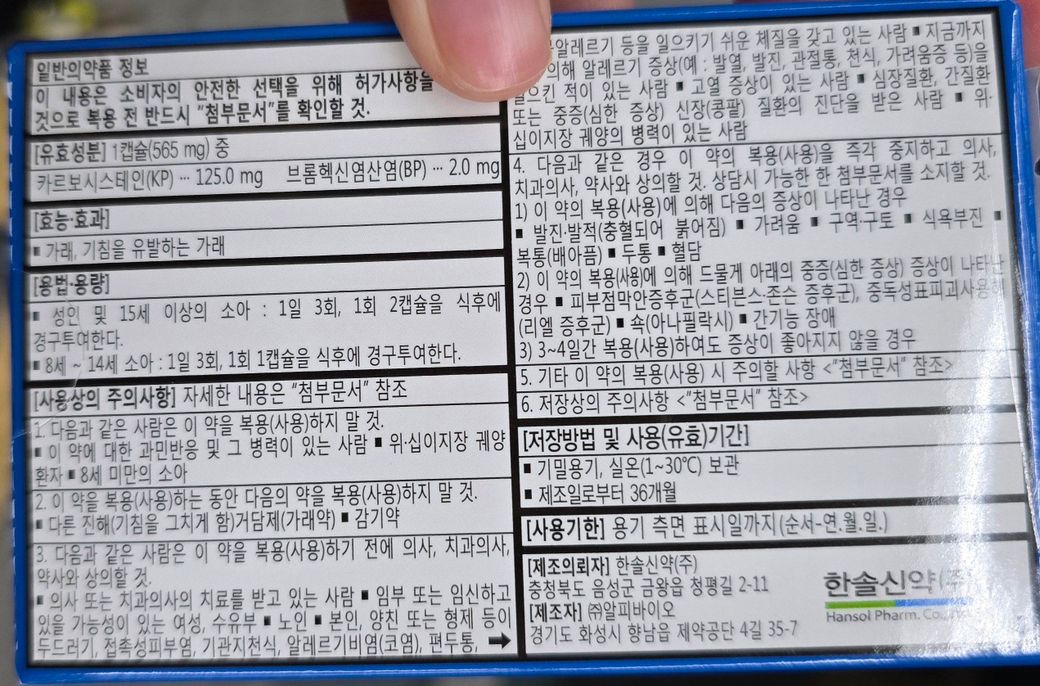 일반의약품 정보
이 내용은 소비자의 안전한 선택을 위해 허가사항을
것으로 복용 전 반드시 "첨부문서"를 확인할 것.
[유효성분] 1캡슐(565 mg) 중
카르보시스테인(KP) ··· 125.0 mg 브롬헥신염산염(BP) ··· 2.0 mg
[효능·효과]
▪ 가래, 기침을 유발하는 가래
[용법·용량]
▪ 성인 및 15세 이상의 소아 : 1일 3회, 1회 2캡슐을 식후에
경구투여한다.
▪ 8세 ~ 14세 소아 : 1일 3회, 1회 1캡슐을 식후에 경구투여한다.
[사용상의 주의사항] 자세한 내용은 "첨부문서" 참조
1. 다음과 같은 사람은 이 약을 복용(사용)하지 말 것.
▪ 이 약에 대한 과민반응 및 그 병력이 있는 사람 ▪ 위·십이지장 궤양
환자 ▪ 8세 미만의 소아
2. 이 약을 복용(사용)하는 동안 다음의 약을 복용(사용)하지 말 것.
▪ 다른 진해(기침을 그치게 함)거담제(가래약) ▪ 감기약
3. 다음과 같은 사람은 이 약을 복용(사용)하기 전에 의사, 치과의사,
약사와 상의할 것.
▪ 의사 또는 치과의사의 치료를 받고 있는 사람 ▪ 임부 또는 임신하고
있을 가능성이 있는 여성, 수유부 ▪ 노인 ▪ 본인, 양친 또는 형제 등이
두드러기, 접촉성피부염, 기관지천식, 알레르기비염(코염), 편두통, ➡
알레르기 등을 일으키기 쉬운 체질을 갖고 있는 사람 ▪ 지금까지
의해 알레르기 증상(예 : 발열, 발진, 관절통, 천식, 가려움증 등)을
일으킨 적이 있는 사람 ▪ 고열 증상이 있는 사람 ▪ 심장질환, 간질환
또는 중증(심한 증상) 신장(콩팥) 질환의 진단을 받은 사람 ▪ 위·
십이지장 궤양의 병력이 있는 사람
4. 다음과 같은 경우 이 약의 복용(사용)을 즉각 중지하고 의사,
치과의사, 약사와 상의할 것. 상담시 가능한 한 첨부문서를 소지할 것.
1) 이 약의 복용(사용)에 의해 다음의 증상이 나타난 경우
▪ 발진·발적(충혈되어 붉어짐) ▪ 가려움 ▪ 구역·구토 ▪ 식욕부진 ▪
복통(배아픔) ▪ 두통 ▪ 혈담
2) 이 약의 복용(사용)에 의해 드물게 아래의 중증(심한 증상) 증상이 나타난
경우 ▪ 피부점막안증후군(스티븐스·존슨 증후군), 중독성표피괴사용해
(리엘 증후군) ▪ 쇽(아나필락시) ▪ 간기능 장애
3) 3~4일간 복용(사용)하여도 증상이 좋아지지 않을 경우
5. 기타 이 약의 복용(사용) 시 주의할 사항 <"첨부문서" 참조>
6. 저장상의 주의사항 <"첨부문서" 참조>
[저장방법 및 사용(유효)기간]
▪ 기밀용기, 실온(1~30℃) 보관
▪ 제조일로부터 36개월
[사용기한] 용기 측면 표시일까지(순서-연.월.일.)
[제조의뢰자] 한솔신약(주)
충청북도 음성군 금왕읍 청평길 2-11
[제조자] ㈜알피바이오
경기도 화성시 향남읍 제약공단 4길 35-7
한솔신약(주)
Hansol Pharm. Co.,